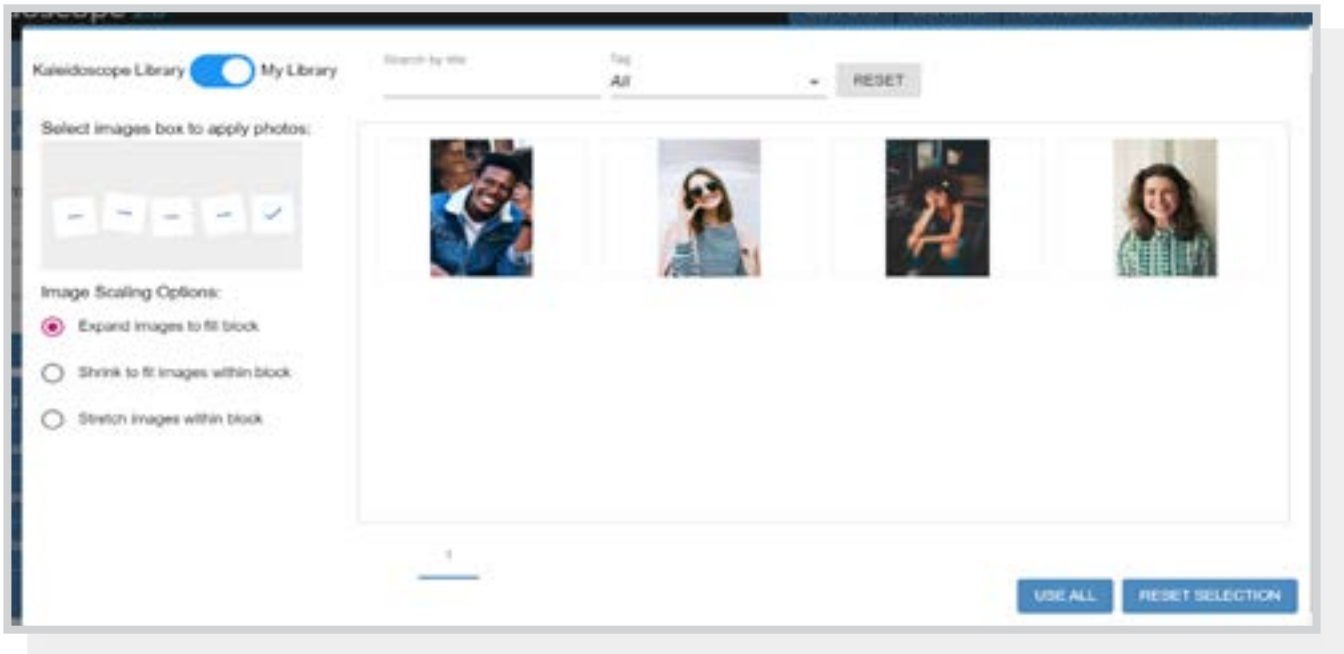 Kaleidoscope Library My Library
Search by title
Tag
All
RESET
Select images box to apply photos:
Image Scaling Options:
Expand images to fill block
Shrink to fit images within block
Stretch images within block
1
USE ALL
RESET SELECTION